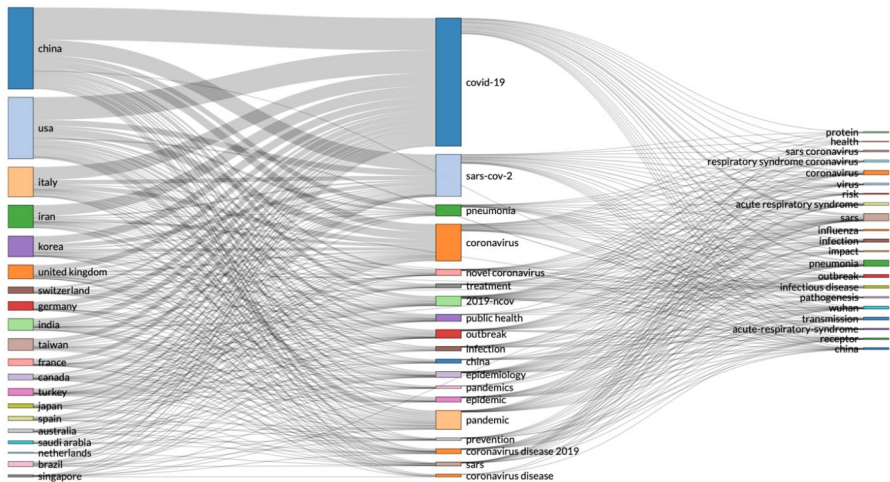 china
usa
italy
iran
korea
united kingdom
switzerland
germany
india
taiwan
france
canada
turkey
japan
spain
australia
saudi arabia
netherlands
brazil
singapore
covid-19
sars-cov-2
pneumonia
coronavirus
novel coronavirus
treatment
2019-ncov
public health
outbreak
infection
china
epidemiology
pandemics
epidemic
pandemic
prevention
coronavirus disease 2019
sars
coronavirus disease
protein
health
sars coronavirus
respiratory syndrome coronavirus
coronavirus
virus
risk
acute respiratory syndrome
sars
influenza
infection
impact
pneumonia
outbreak
infectious disease
pathogenesis
wuhan
transmission
acute-respiratory-syndrome
receptor
china